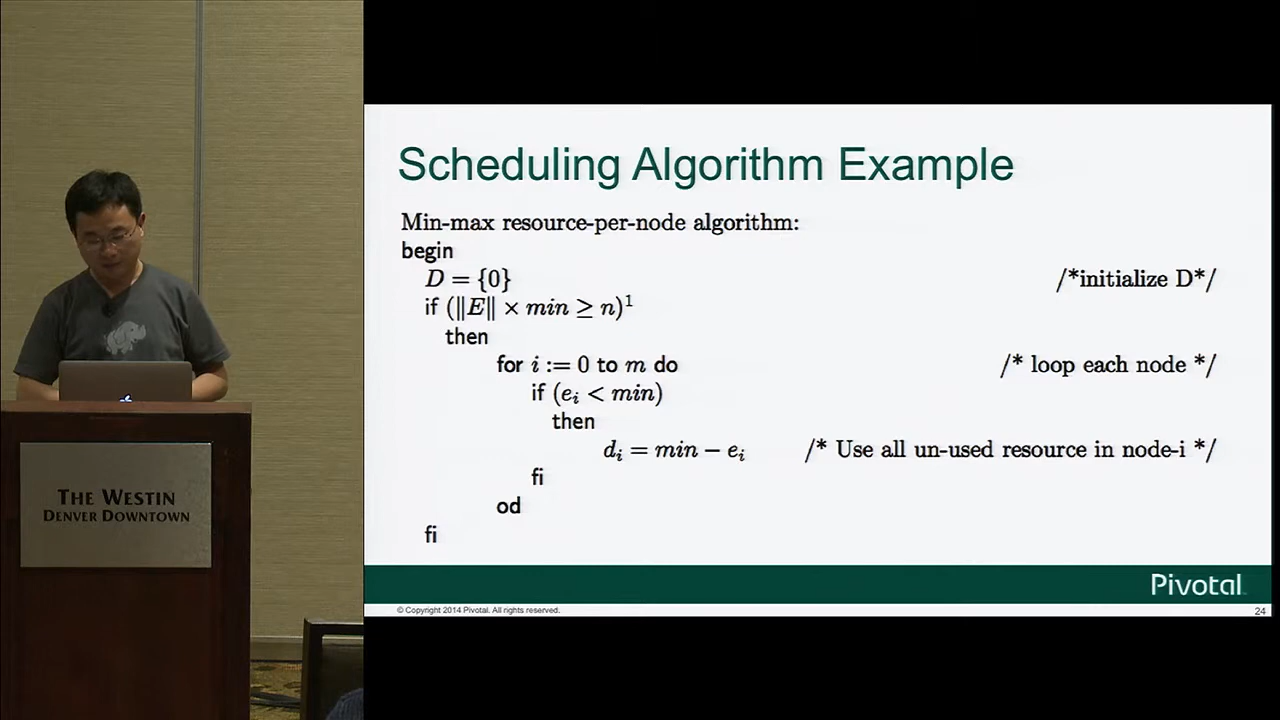 THE WESTIN
DENVER DOWNTOWN
Scheduling Algorithm Example
Min-max resource-per-node algorithm:
begin
D = {0} /*initialize D*/
if (‖E‖ × min ≥ n)¹
then
for i := 0 to m do /* loop each node */
if (eᵢ < min)
then
dᵢ = min − eᵢ /* Use all un-used resource in node-i */
fi
od
fi
Pivotal
© Copyright 2014 Pivotal. All rights reserved. 24